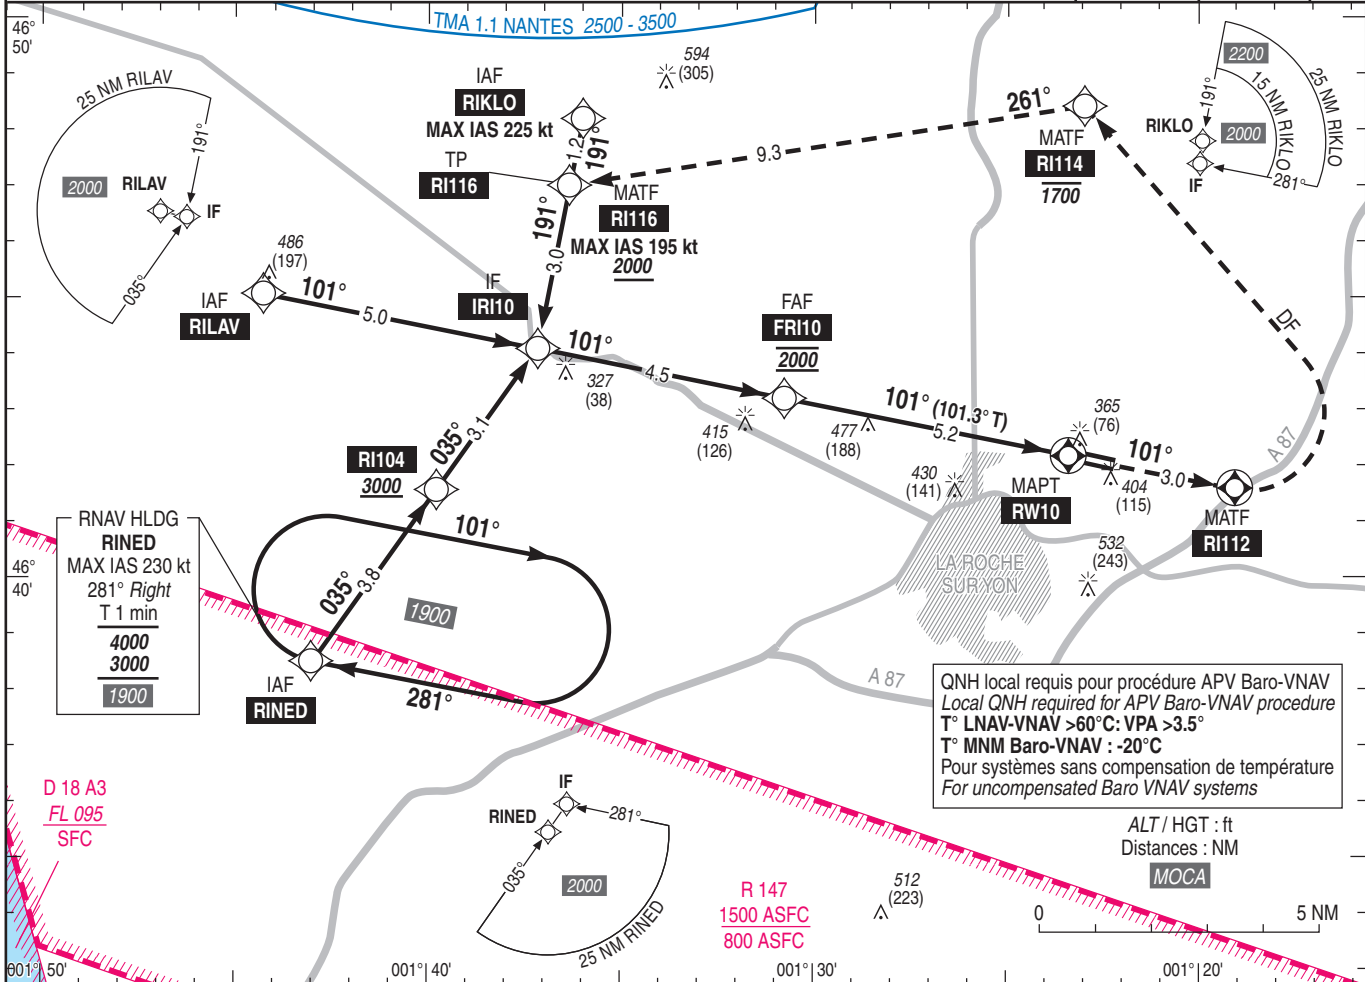 46°
50'
TMA 1.1 NANTES 2500 - 3500
594
(305)
25 NM RILAV
191°
2000
RILAV
IF
035°
IAF
RIKLO
MAX IAS 225 kt
1.2
191°
TP
RI116
MATF
RI116
MAX IAS 195 kt
2000
191°
3.0
9.3
261°
MATF
RI114
1700
2200
15 NM RIKLO
25 NM RIKLO
191°
RIKLO
2000
IF
281°
486
(197)
IAF
RILAV
101°
5.0
IF
IRI10
101°
4.5
327
(38)
FAF
FRI10
2000
DF
415
(126)
477
(188)
101° (101.3° T)
5.2
365
(76)
101°
3.0
404
(115)
430
(141)
MAPT
RW10
MATF
RI112
A 87
532
(243)
LA ROCHE
SUR YON
035°
3.1
RI104
3000
101°
RNAV HLDG
RINED
MAX IAS 230 kt
281° Right
T 1 min
4000
3000
1900
46°
40'
035°
3.8
1900
IAF
RINED
281°
A 87
QNH local requis pour procédure APV Baro-VNAV
Local QNH required for APV Baro-VNAV procedure
T° LNAV-VNAV >60°C: VPA >3.5°
T° MNM Baro-VNAV : -20°C
Pour systèmes sans compensation de température
For uncompensated Baro VNAV systems
D 18 A3
FL 095
SFC
IF
RINED
281°
035°
2000
25 NM RINED
R 147
1500 ASFC
800 ASFC
512
(223)
ALT / HGT : ft
Distances : NM
MOCA
0
5 NM
001° 50'
001° 40'
001° 30'
001° 20'